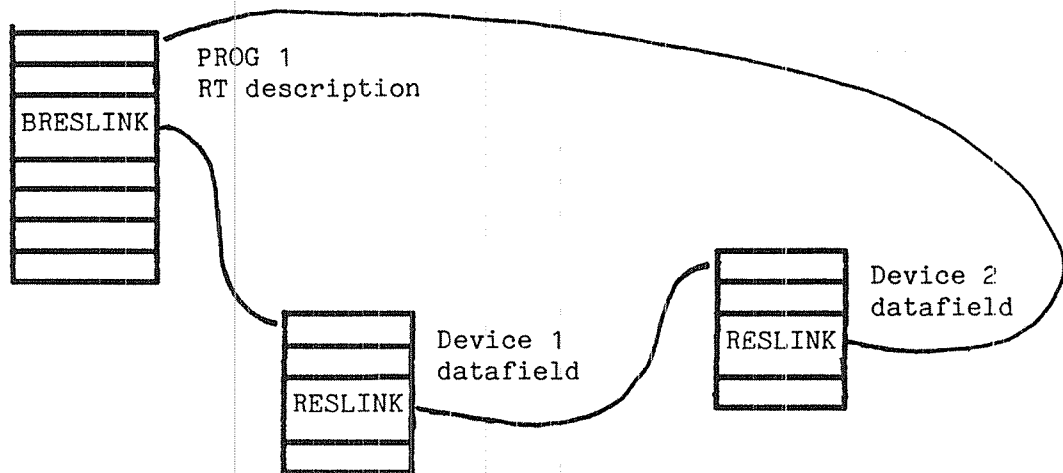 PROG 1
RT description
BRESLINK
Device 1
datafield
RESLINK
Device 2
datafield
RESLINK